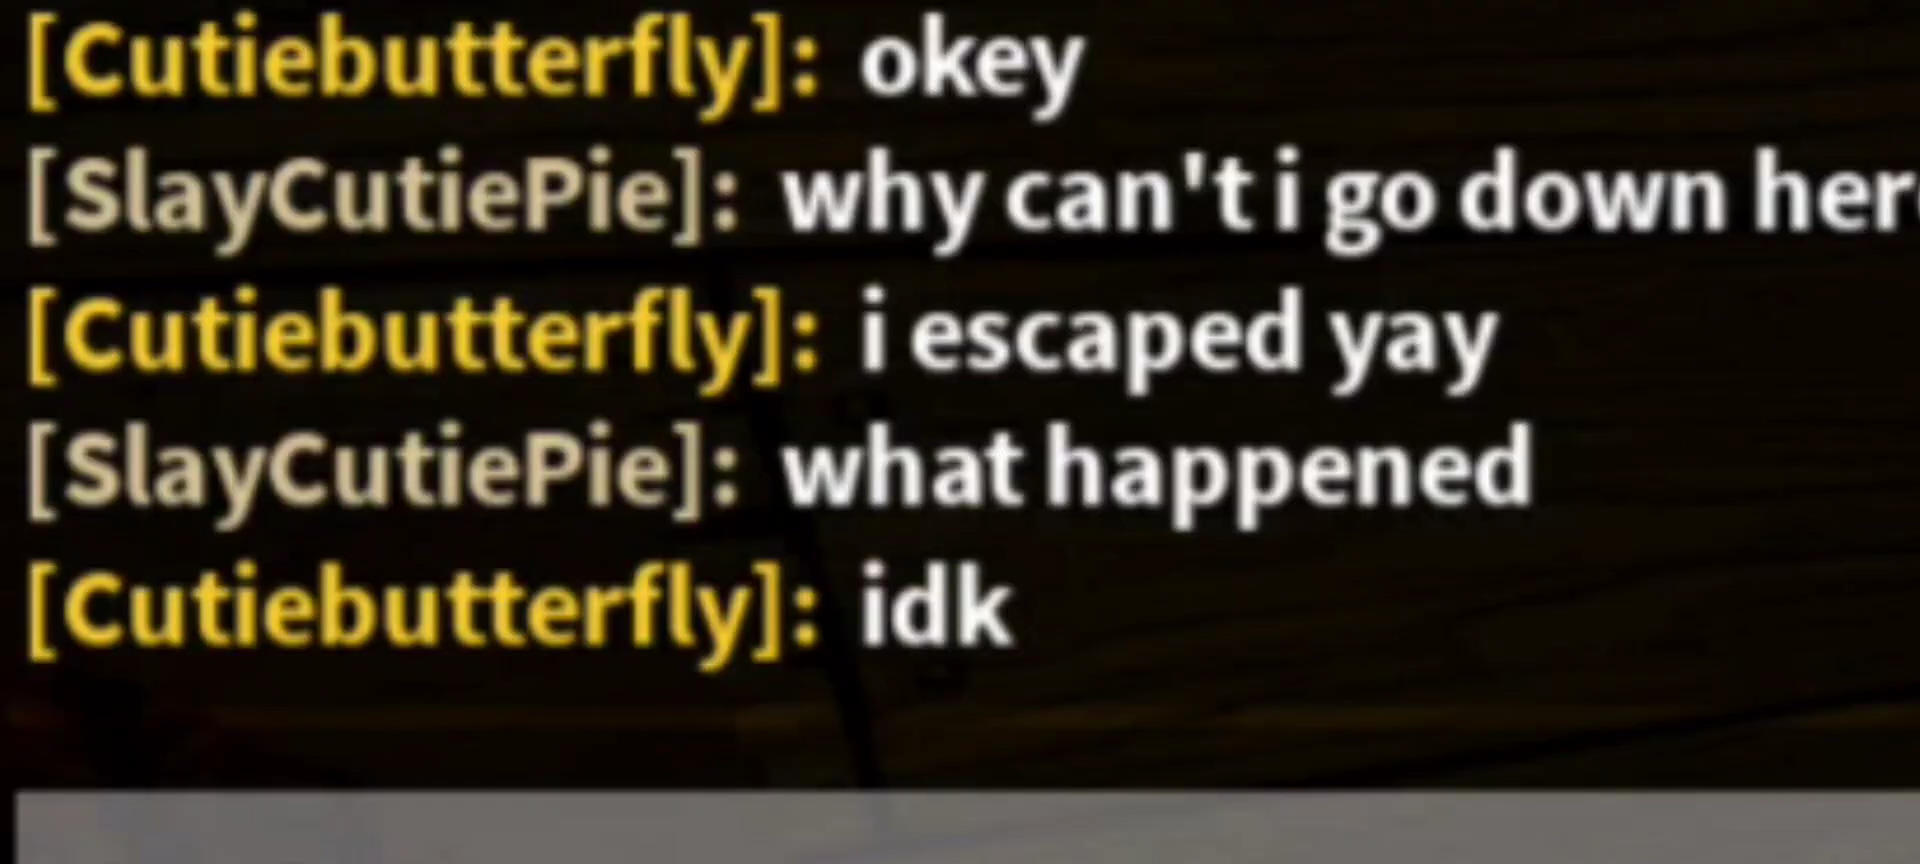 [Cutiebutterfly]: okey
[SlayCutiePie]: why can't i go down
[Cutiebutterfly]: i escaped yay
[SlayCutiePie]: what happened
[Cutiebutterfly]: idk